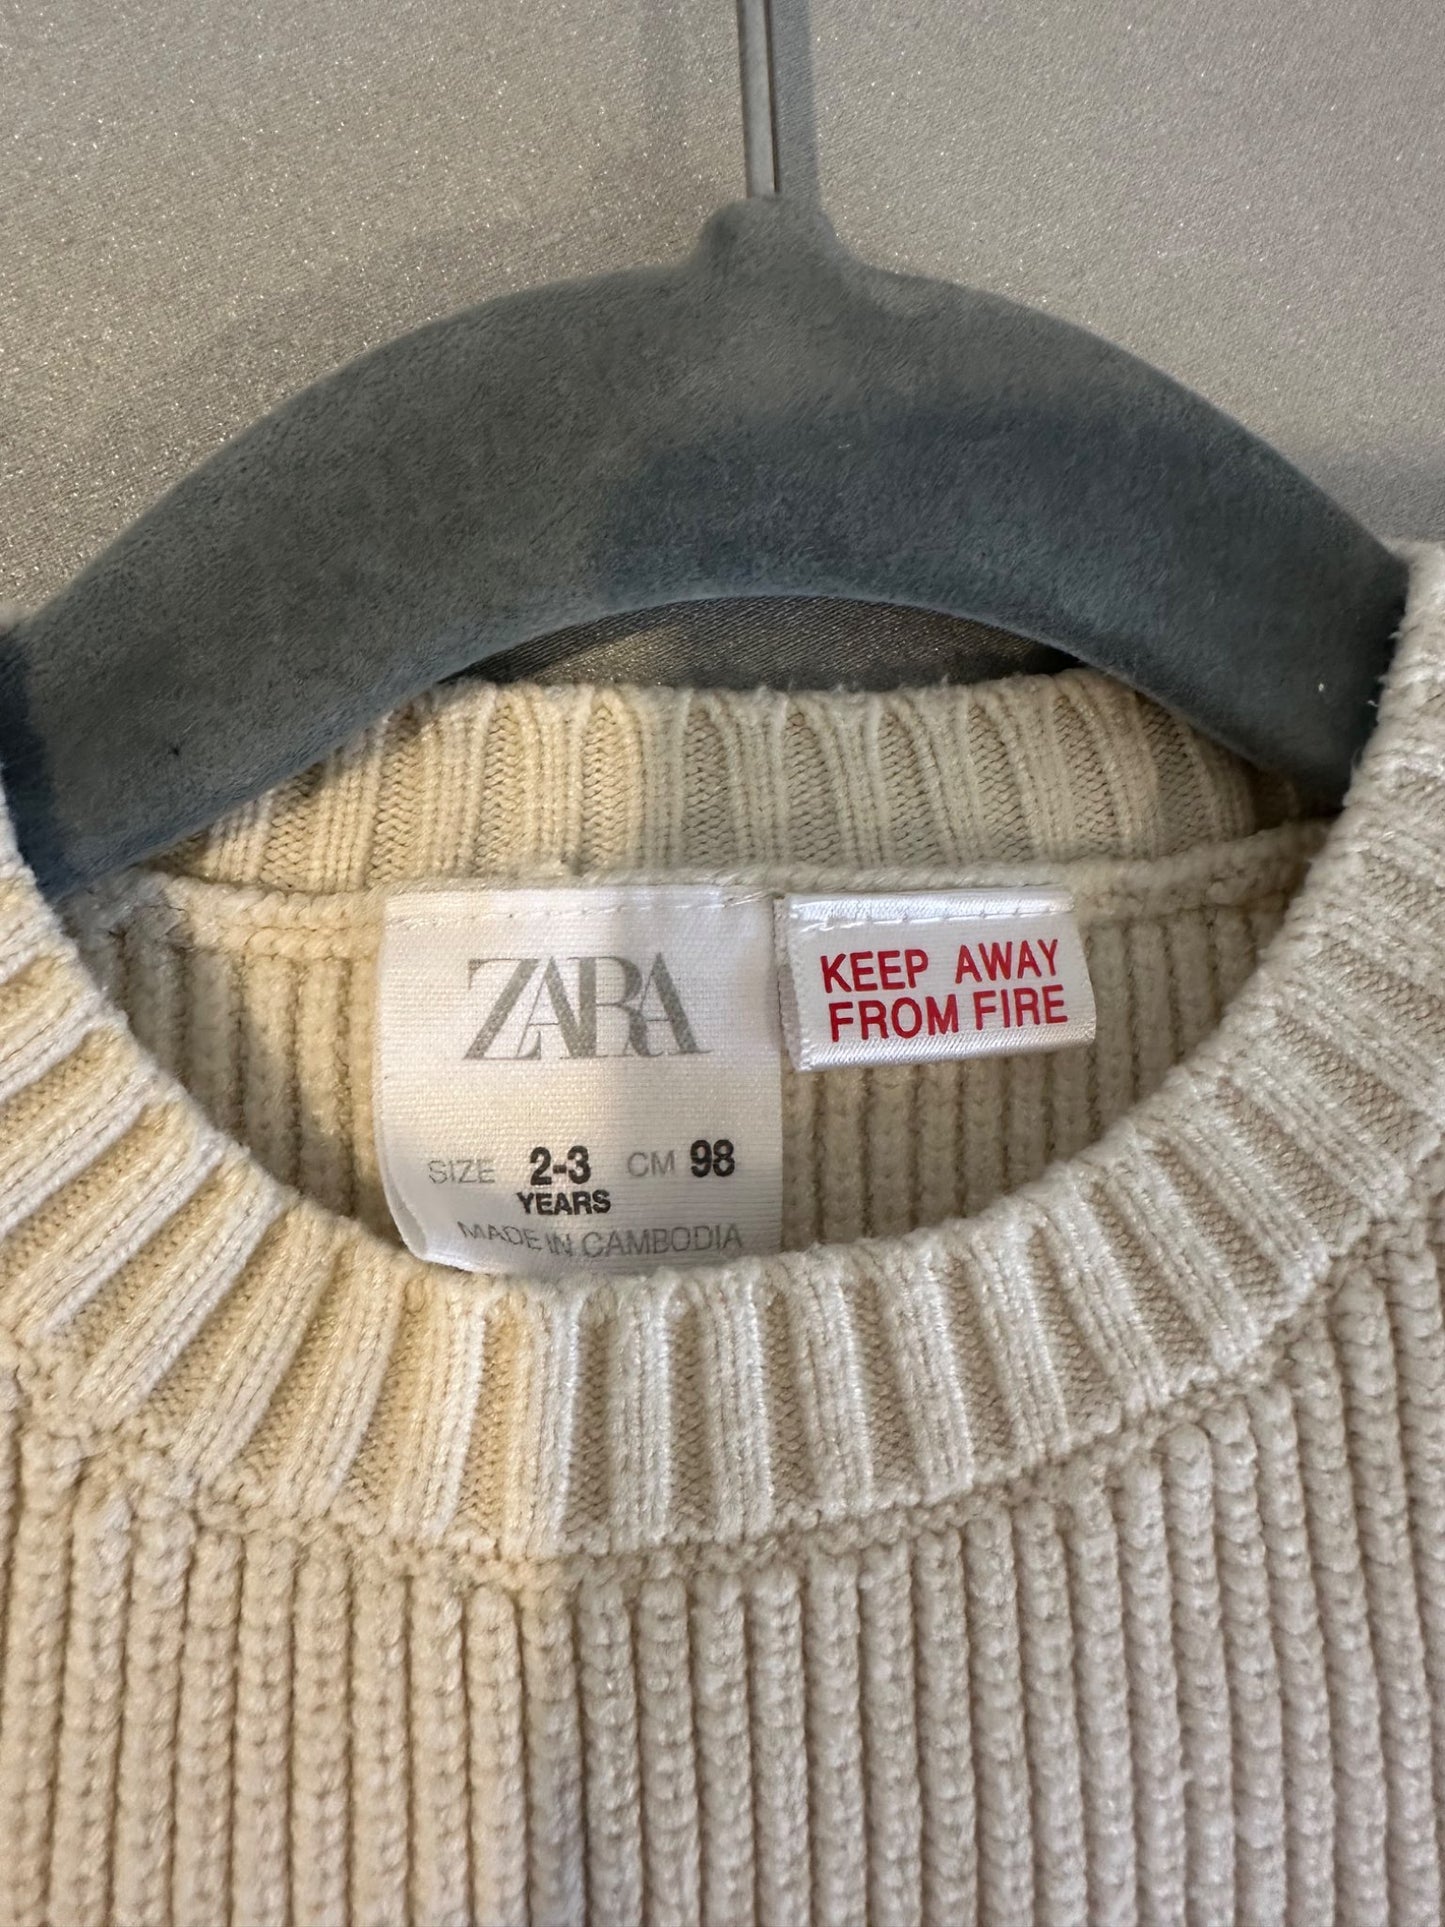 ZARA
SIZE 2-3 CM 98
YEARS
MADE IN CAMBODIA
KEEP AWAY
FROM FIRE